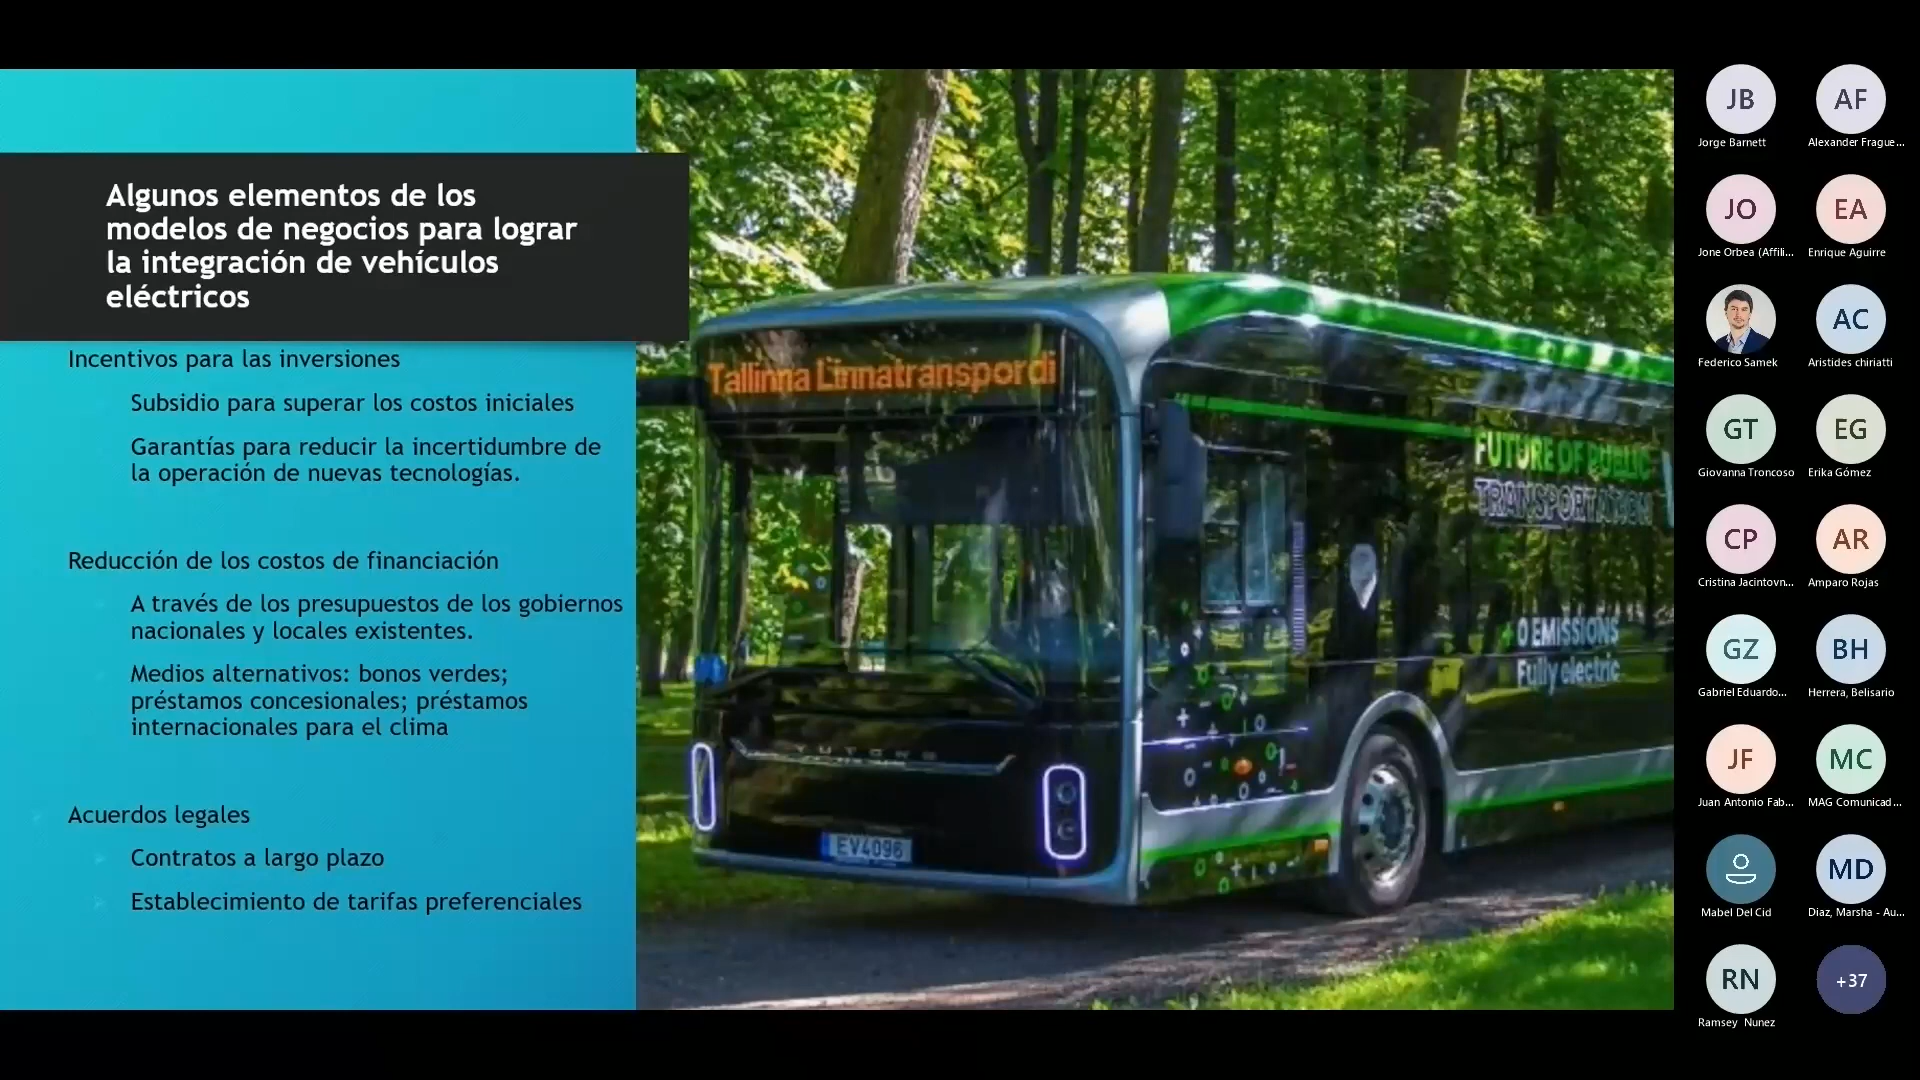 Algunos elementos de los
modelos de negocios para lograr
la integración de vehículos
eléctricos
Incentivos para las inversiones
Subsidio para superar los costos iniciales
Garantías para reducir la incertidumbre de
la operación de nuevas tecnologías.
Reducción de los costos de financiación
A través de los presupuestos de los gobiernos
nacionales y locales existentes.
Medios alternativos: bonos verdes;
préstamos concesionales; préstamos
internacionales para el clima
Acuerdos legales
Contratos a largo plazo
Establecimiento de tarifas preferenciales
Tallinna Linnatranspordi
FUTURE OF PUBLIC
TRANSPORTATION
0 EMISSIONS
Fully electric
YUTONG
EV4096
JB
Jorge Barnett
AF
Alexander Frague...
JO
Jone Orbea (Affili...
EA
Enrique Aguirre
Federico Samek
AC
Aristides chiriatti
GT
Giovanna Troncoso
EG
Erika Gómez
CP
Cristina Jacintovn...
AR
Amparo Rojas
GZ
Gabriel Eduardo...
BH
Herrera, Belisario
JF
Juan Antonio Fab...
MC
MAG Comunicad...
Mabel Del Cid
MD
Diaz, Marsha - Au...
RN
Ramsey Nunez
+37